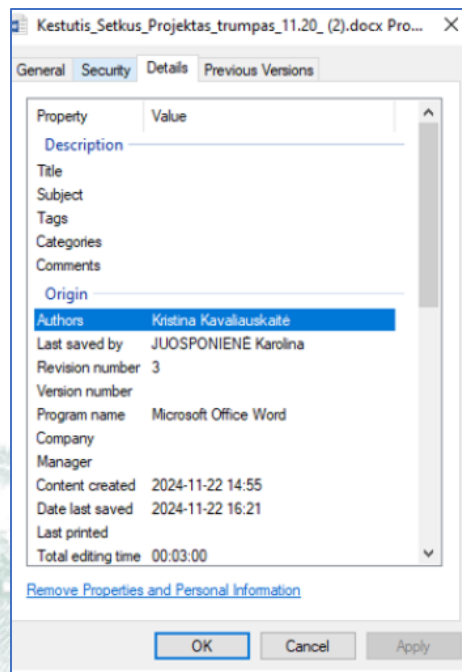 Kestutis_Setkus_Projektas_trumpas_11.20_ (2).docx Pro...
General Security Details Previous Versions
Property Value
Description
Title
Subject
Tags
Categories
Comments
Origin
Authors Kristina Kavaliauskaitė
Last saved by JUOSPONIENĖ Karolina
Revision number 3
Version number
Program name Microsoft Office Word
Company
Manager
Content created 2024-11-22 14:55
Date last saved 2024-11-22 16:21
Last printed
Total editing time 00:03:00
Remove Properties and Personal Information
OK Cancel Apply